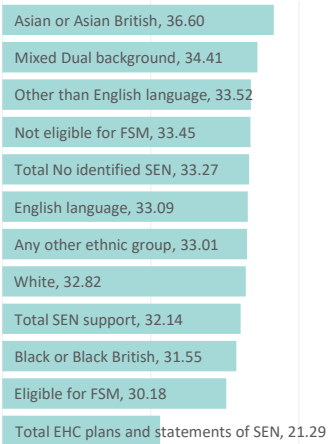 Asian or Asian British, 36.60
Mixed Dual background, 34.41
Other than English language, 33.52
Not eligible for FSM, 33.45
Total No identified SEN, 33.27
English language, 33.09
Any other ethnic group, 33.01
White, 32.82
Total SEN support, 32.14
Black or Black British, 31.55
Eligible for FSM, 30.18
Total EHC plans and statements of SEN, 21.29